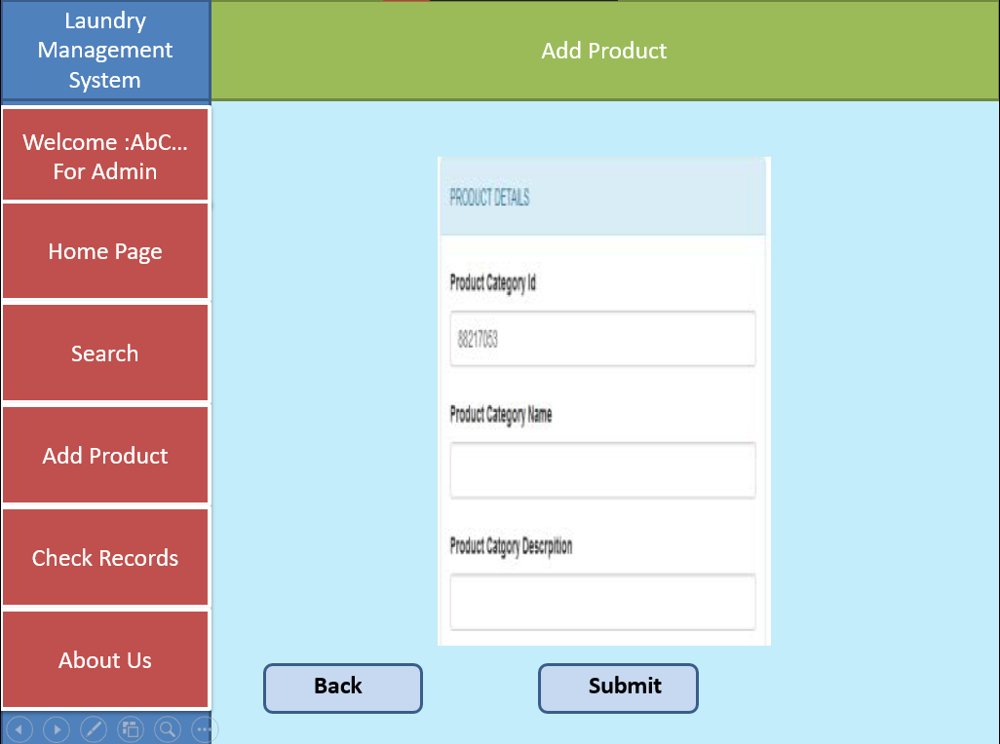 Laundry
Management
System
Add Product
Welcome :AbC...
For Admin
Home Page
Search
Add Product
Check Records
About Us
PRODUCT DETAILS
Product Category Id
88217053
Product Category Name
Product Catgory Descrpition
Back
Submit